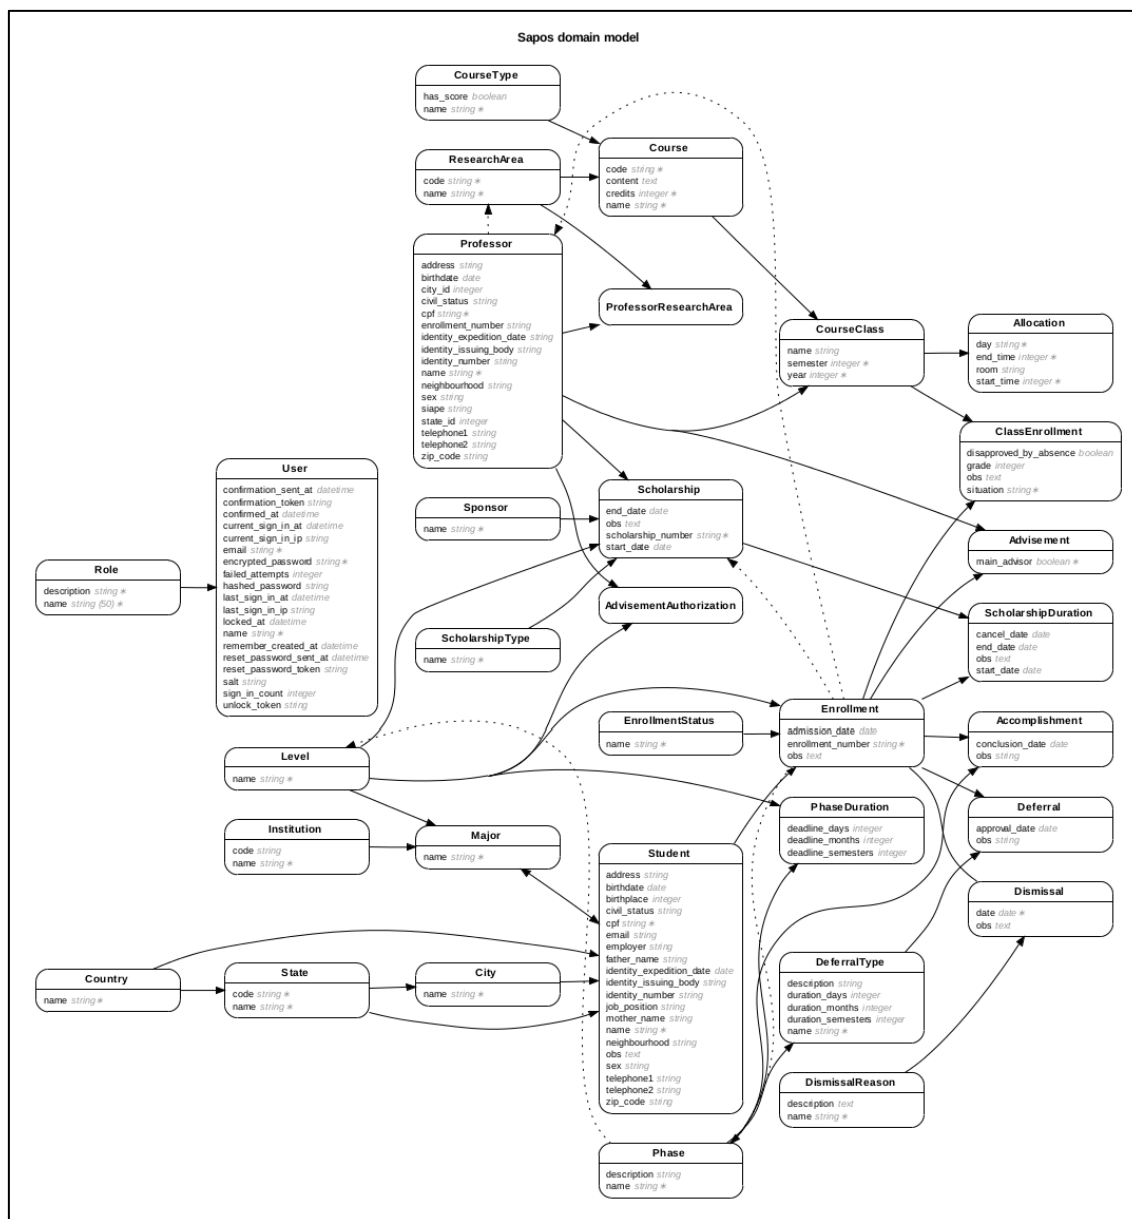 Sapos domain model
CourseType
has_score boolean
name string *
ResearchArea
code string *
name string *
Course
code string *
content text
credits integer *
name string *
Professor
address string
birthdate date
city_id integer
civil_status string
cpf string *
enrollment_number string
identity_expedition_date string
identity_issuing_body string
identity_number string
name string *
neighbourhood string
sex string
siape string
state_id integer
telephone1 string
telephone2 string
zip_code string
ProfessorResearchArea
CourseClass
name string
semester integer *
year integer *
Allocation
day string *
end_time integer *
room string
start_time integer *
ClassEnrollment
disapproved_by_absence boolean
grade integer
obs text
situation string *
User
confirmation_sent_at datetime
confirmation_token string
confirmed_at datetime
current_sign_in_at datetime
current_sign_in_ip string
email string *
encrypted_password string *
failed_attempts integer
hashed_password string
last_sign_in_at datetime
last_sign_in_ip string
locked_at datetime
name string *
remember_created_at datetime
reset_password_sent_at datetime
reset_password_token string
salt string
sign_in_count integer
unlock_token string
Sponsor
name string *
Scholarship
end_date date
obs text
scholarship_number string *
start_date date
Advisement
main_advisor boolean *
Role
description string *
name string (50) *
AdvisementAuthorization
ScholarshipType
name string *
ScholarshipDuration
cancel_date date
end_date date
obs text
start_date date
EnrollmentStatus
name string *
Enrollment
admission_date date
enrollment_number string *
obs text
Accomplishment
conclusion_date date
obs string
Level
name string *
PhaseDuration
deadline_days integer
deadline_months integer
deadline_semesters integer
Deferral
approval_date date
obs string
Institution
code string
name string *
Major
name string *
Student
address string
birthdate date
birthplace integer
civil_status string
cpf string *
email string
employer string
father_name string
identity_expedition_date date
identity_issuing_body string
identity_number string
job_position string
mother_name string
name string *
neighbourhood string
obs text
sex string
telephone1 string
telephone2 string
zip_code string
Dismissal
date date *
obs text
Country
name string *
State
code string *
name string *
City
name string *
DeferralType
description string
duration_days integer
duration_months integer
duration_semesters integer
name string *
DismissalReason
description text
name string *
Phase
description string
name string *